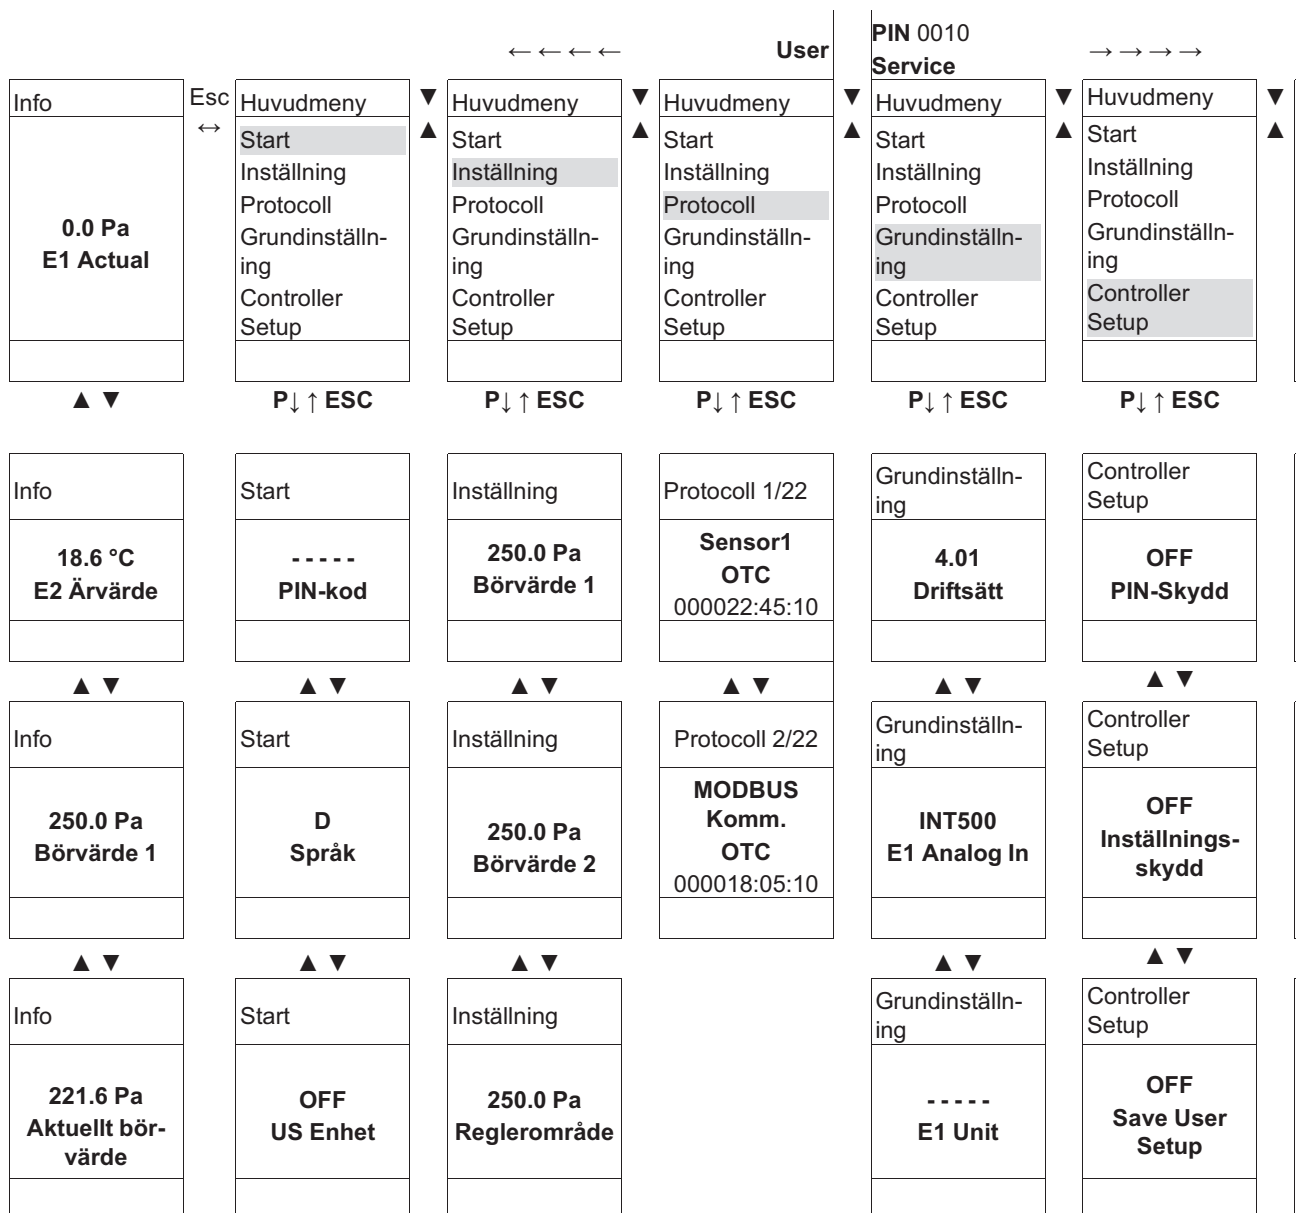 ← ← ← ← User
PIN 0010
Service
→ → → →
Info
0.0 Pa
E1 Actual
▲ ▼
Esc
↔
Huvudmeny
Start
Inställning
Protocoll
Grundinställn-
ing
Controller
Setup
P↓ ↑ ESC
▼
▲
Huvudmeny
Start
Inställning
Protocoll
Grundinställn-
ing
Controller
Setup
P↓ ↑ ESC
▼
▲
Huvudmeny
Start
Inställning
Protocoll
Grundinställn-
ing
Controller
Setup
P↓ ↑ ESC
▼
▲
Huvudmeny
Start
Inställning
Protocoll
Grundinställn-
ing
Controller
Setup
P↓ ↑ ESC
▼
▲
Huvudmeny
Start
Inställning
Protocoll
Grundinställn-
ing
Controller
Setup
P↓ ↑ ESC
▼
▲
Info
18.6 °C
E2 Ärvärde
▲ ▼
Start
- - - - -
PIN-kod
▲ ▼
Inställning
250.0 Pa
Börvärde 1
▲ ▼
Protocoll 1/22
Sensor1
OTC
000022:45:10
▲ ▼
Grundinställn-
ing
4.01
Driftsätt
▲ ▼
Controller
Setup
OFF
PIN-Skydd
▲ ▼
Info
250.0 Pa
Börvärde 1
▲ ▼
Start
D
Språk
▲ ▼
Inställning
250.0 Pa
Börvärde 2
▲ ▼
Protocoll 2/22
MODBUS
Komm.
OTC
000018:05:10
Grundinställn-
ing
INT500
E1 Analog In
▲ ▼
Controller
Setup
OFF
Inställnings-
skydd
▲ ▼
Info
221.6 Pa
Aktuellt bör-
värde
Start
OFF
US Enhet
Inställning
250.0 Pa
Reglerområde
Grundinställn-
ing
- - - - -
E1 Unit
Controller
Setup
OFF
Save User
Setup